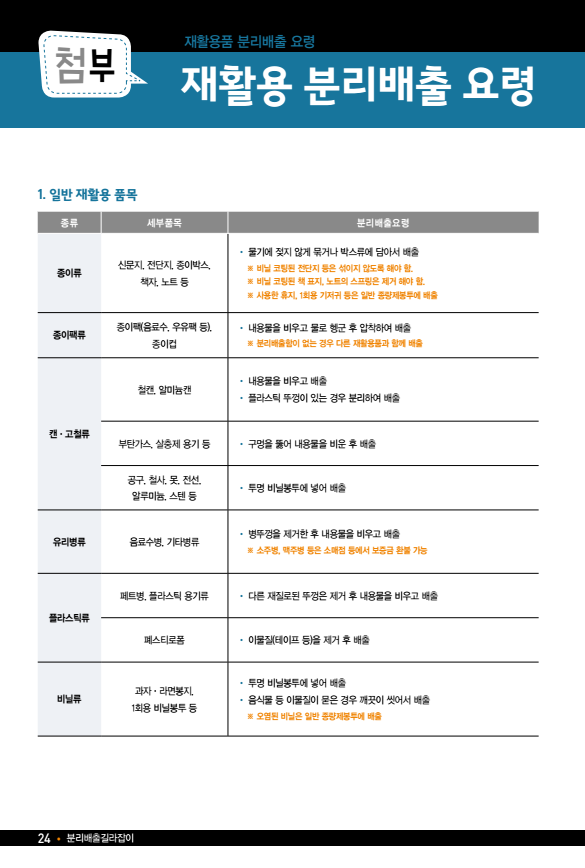 첨부
재활용품 분리배출 요령
재활용 분리배출 요령
1. 일반 재활용 품목
종류 세부품목 분리배출요령
종이류
신문지, 전단지, 종이박스,
책자, 노트 등
• 물기에 젖지 않게 묶거나 박스류에 담아서 배출
※ 비닐 코팅된 전단지 등은 섞이지 않도록 해야 함.
※ 비닐 코팅된 책 표지, 노트의 스프링은 제거 해야 함.
※ 사용한 휴지, 1회용 기저귀 등은 일반 종량제봉투에 배출
종이팩류
종이팩(음료수, 우유팩 등),
종이컵
• 내용물을 비우고 물로 헹군 후 압착하여 배출
※ 분리배출함이 없는 경우 다른 재활용품과 함께 배출
캔 · 고철류
철캔, 알미늄캔
• 내용물을 비우고 배출
• 플라스틱 뚜껑이 있는 경우 분리하여 배출
부탄가스, 살충제 용기 등
• 구멍을 뚫어 내용물을 비운 후 배출
공구, 철사, 못, 전선,
알루미늄, 스텐 등
• 투명 비닐봉투에 넣어 배출
유리병류
음료수병, 기타병류
• 병뚜껑을 제거한 후 내용물을 비우고 배출
※ 소주병, 맥주병 등은 소매점 등에서 보증금 환불 가능
플라스틱류
페트병, 플라스틱 용기류
• 다른 재질로된 뚜껑은 제거 후 내용물을 비우고 배출
폐스티로폼
• 이물질(테이프 등)을 제거 후 배출
비닐류
과자 · 라면봉지,
1회용 비닐봉투 등
• 투명 비닐봉투에 넣어 배출
• 음식물 등 이물질이 묻은 경우 깨끗이 씻어서 배출
※ 오염된 비닐은 일반 종량제봉투에 배출
24 • 분리배출길라잡이